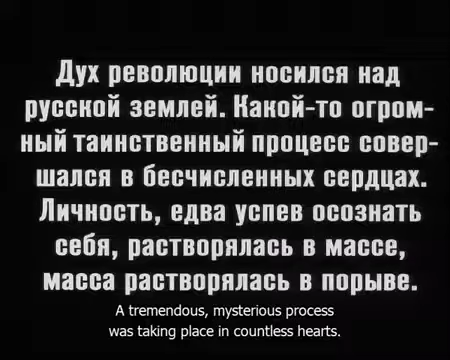 Дух революции носился над
русской землей. Какой-то огром-
ный таинственный процесс совер-
шался в бесчисленных сердцах.
Личность, едва успев осознать
себя, растворялась в массе,
масса растворялась в порыве.
A tremendous, mysterious process
was taking place in countless hearts.